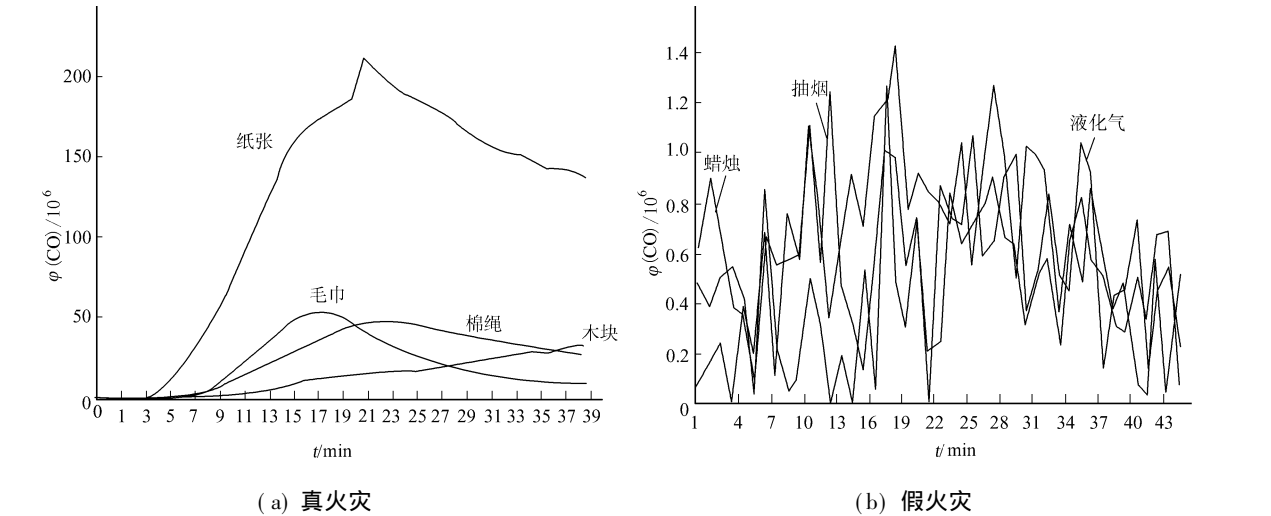 200
150
100
50
0
φ(CO)/10⁶
纸张
毛巾
棉绳
木块
0 1 3 5 7 9 11 13 15 17 19 21 23 25 27 29 31 33 35 37 39
t/min
(a) 真火灾
1.4
1.2
1.0
0.8
0.6
0.4
0.2
0
φ(CO)/10⁶
蜡烛
抽烟
液化气
1 4 7 10 13 16 19 22 25 28 31 34 37 40 43
t/min
(b) 假火灾